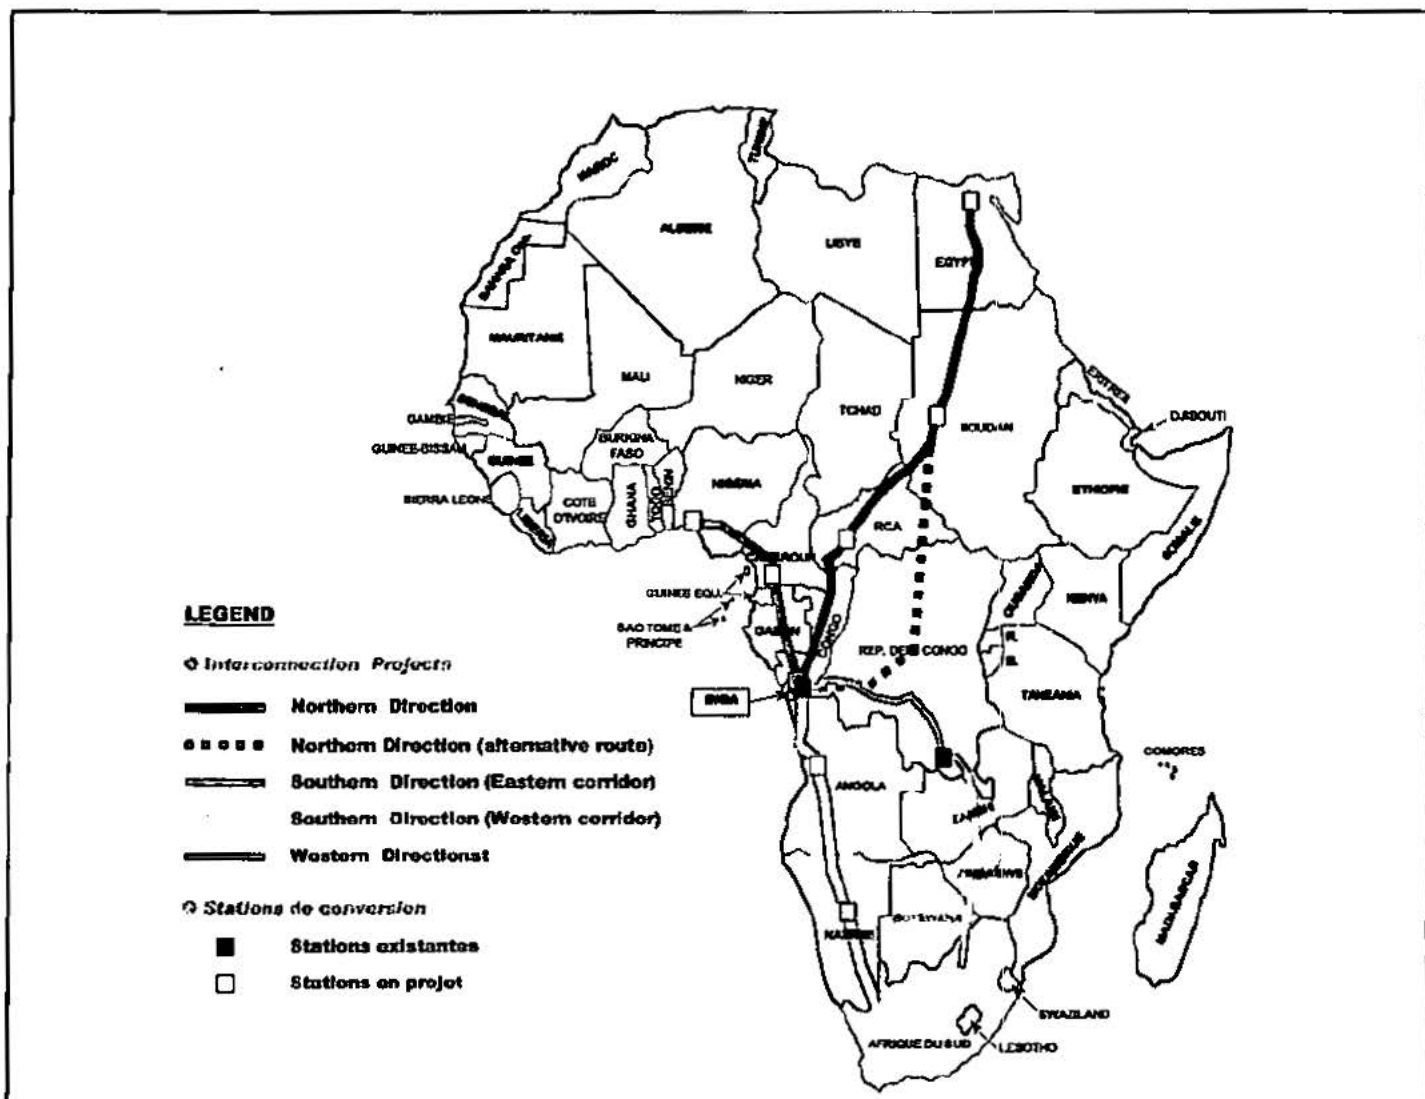 MAROC
TUNISIE
ALGERIE
LIBYE
EGYPT
MAURITANIE
MALI
NIGER
TCHAD
SOUDAN
ERITREA
DJIBOUTI
SENEGAL
GAMBIE
GUINEE-BISSAU
GUINEE
BURKINA
FASO
SIERRA LEONE
LIBERIA
COTE
D'IVOIRE
GHANA
TOGO
BENIN
NIGERIA
RCA
ETHIOPIE
SOMALIE
OUGANDA
KENYA
GUINEE EQU.
SAO TOME &
PRINCIPE
GABON
CONGO
REP. DEM CONGO
R.
B.
TANZANIA
INGA
COMORES
ANGOLA
ZAMBIE
ZIMBABWE
MOZAMBIQUE
MADAGASCAR
NAMIBIE
BOTSWANA
SWAZILAND
LESOTHO
AFRIQUE DU SUD
LEGEND
Interconnection Projects
Northern Direction
Northern Direction (alternative route)
Southern Direction (Eastern corridor)
Southern Direction (Western corridor)
Western Directionst
Stations de conversion
Stations existantes
Stations en projet